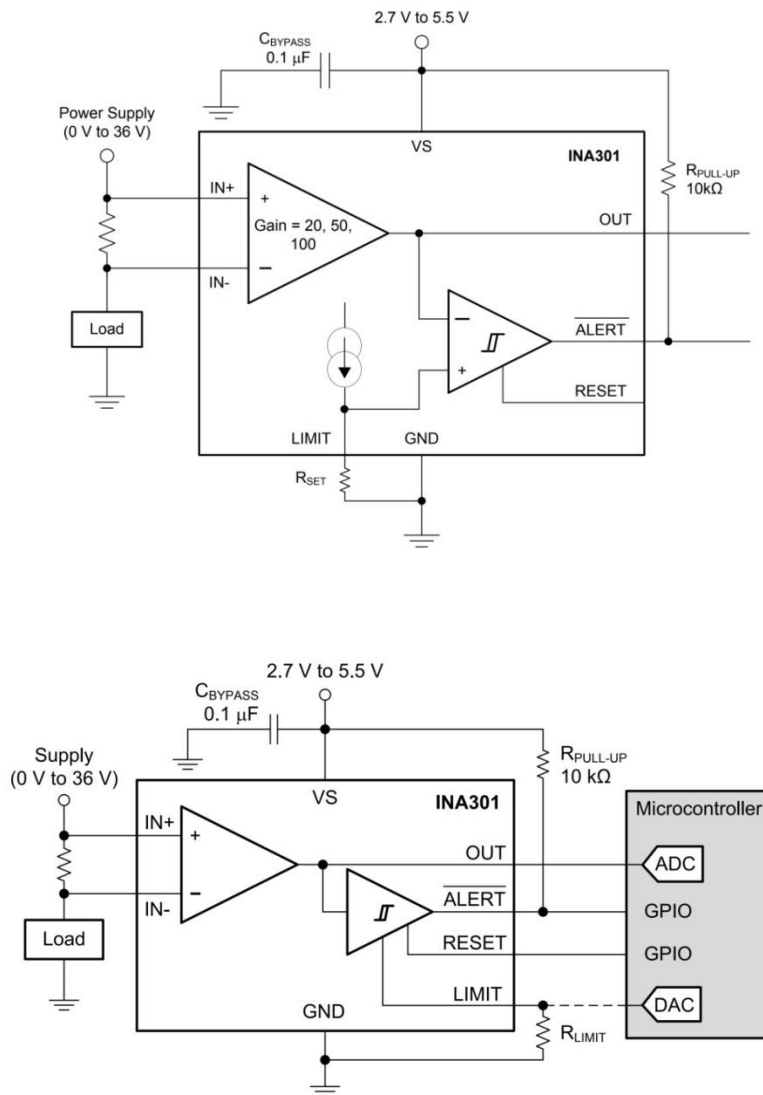 2.7 V to 5.5 V
CBYPASS
0.1 μF
Power Supply
(0 V to 36 V)
VS
INA301
RPULL-UP
10kΩ
IN+
+
Gain = 20, 50,
100
OUT
−
IN-
Load
−
ALERT
+
RESET
LIMIT
GND
RSET
2.7 V to 5.5 V
CBYPASS
0.1 μF
Supply
(0 V to 36 V)
RPULL-UP
10 kΩ
VS
INA301
Microcontroller
IN+
+
OUT
ADC
−
IN-
ALERT
GPIO
Load
RESET
GPIO
LIMIT
DAC
GND
RLIMIT